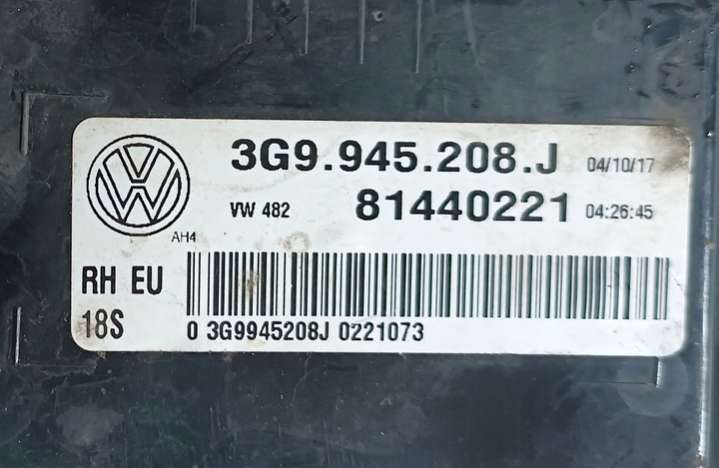 3G9.945.208.J 04/10/17
VW 482 81440221 04:26:45
AH4
RH EU
18S
0 3G9945208J 0221073